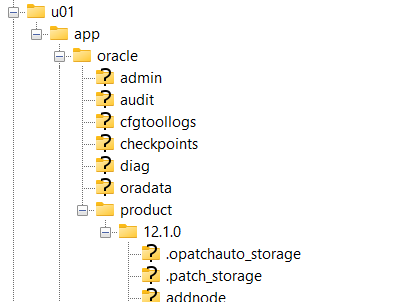 u01
app
oracle
admin
audit
cfgtoollogs
checkpoints
diag
oradata
product
12.1.0
.opatchauto_storage
.patch_storage
addnode